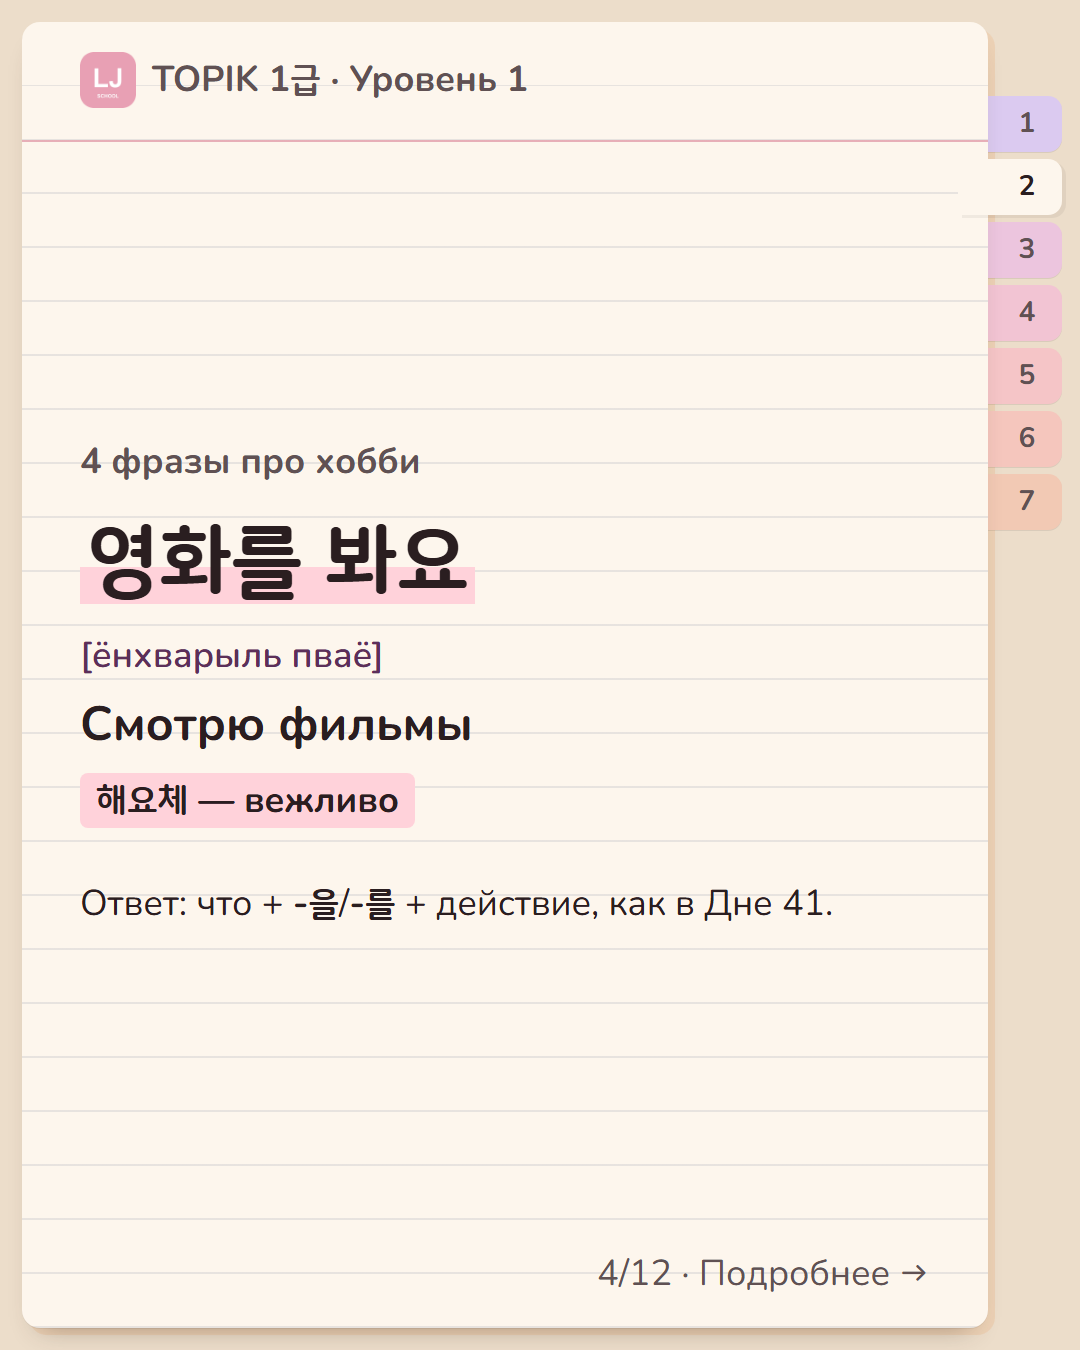 LJ
SCHOOL
TOPIK 1급 · Уровень 1
1
2
3
4
5
6
7
4 фразы про хобби
영화를 봐요
[ёнхварыль пваё]
Смотрю фильмы
해요체 — вежливо
Ответ: что + -을/-를 + действие, как в Дне 41.
4/12 · Подробнее →